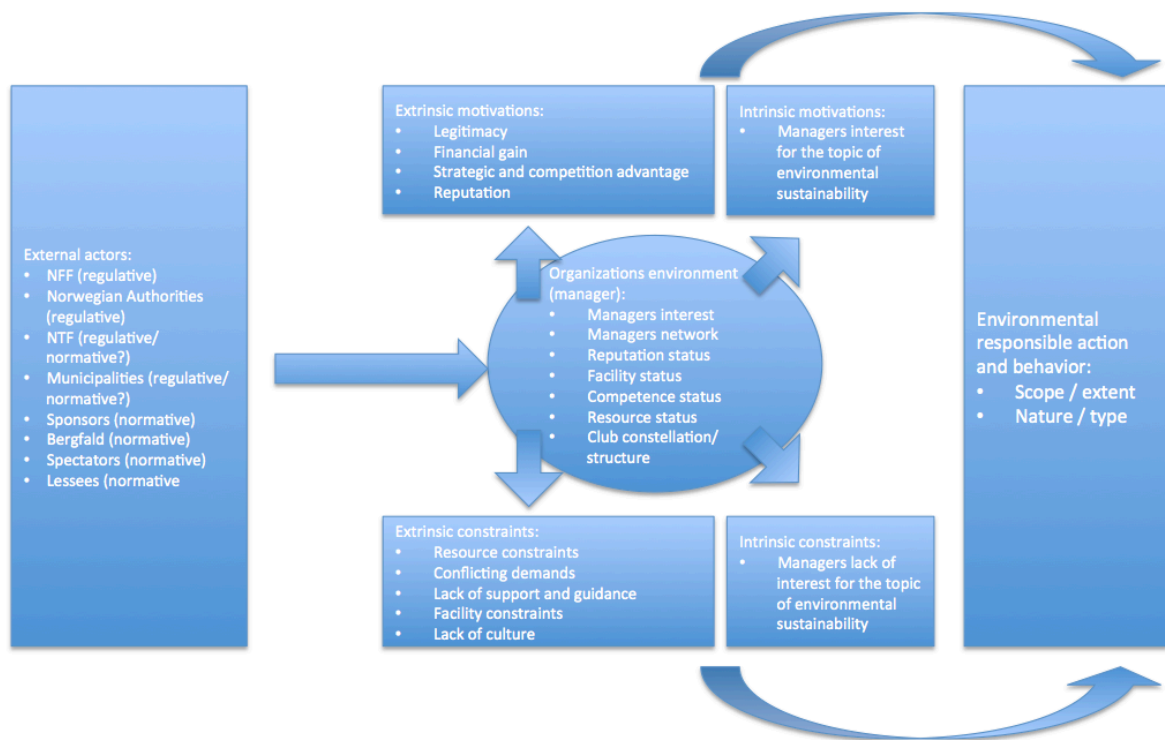 External actors:
• NFF (regulative)
• Norwegian Authorities
(regulative)
• NTF (regulative/
normative?)
• Municipalities (regulative/
normative?)
• Sponsors (normative)
• Bergfald (normative)
• Spectators (normative)
• Lessees (normative
Extrinsic motivations:
• Legitimacy
• Financial gain
• Strategic and competition advantage
• Reputation
Intrinsic motivations:
• Managers interest
for the topic of
environmental
sustainability
Organizations environment
(manager):
• Managers interest
• Managers network
• Reputation status
• Facility status
• Competence status
• Resource status
• Club constellation/
structure
Extrinsic constraints:
• Resource constraints
• Conflicting demands
• Lack of support and guidance
• Facility constraints
• Lack of culture
Intrinsic constraints:
• Managers lack of
interest for the topic
of environmental
sustainability
Environmental
responsible action
and behavior:
• Scope / extent
• Nature / type